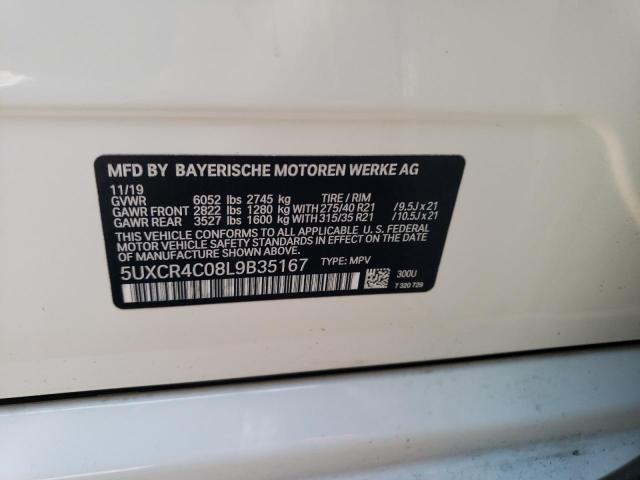 MFD BY BAYERISCHE MOTOREN WERKE AG
11/19
GVWR 6052 lbs 2745 kg TIRE / RIM
GAWR FRONT 2822 lbs 1280 kg WITH 275/40 R21 / 9.5J x 21
GAWR REAR 3527 lbs 1600 kg WITH 315/35 R21 / 10.5J x 21
THIS VEHICLE CONFORMS TO ALL APPLICABLE U. S. FEDERAL
MOTOR VEHICLE SAFETY STANDARDS IN EFFECT ON THE DATE
OF MANUFACTURE SHOWN ABOVE.
5UXCR4C08L9B35167 TYPE: MPV
300U
7 320 729